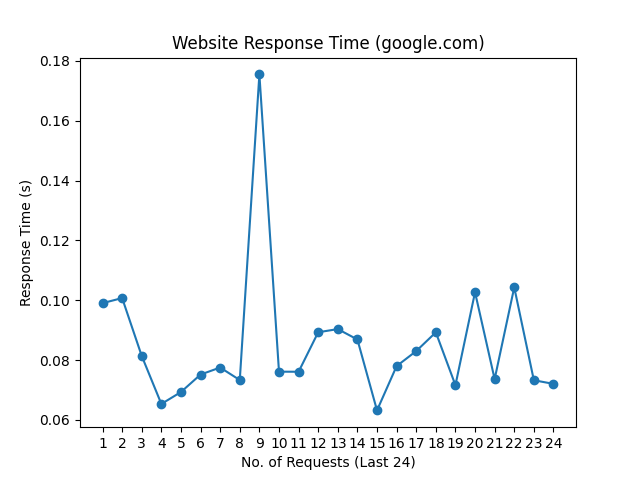 Website Response Time (google.com)
0.18
0.16
0.14
0.12
0.10
0.08
0.06
Response Time (s)
1 2 3 4 5 6 7 8 9 10 11 12 13 14 15 16 17 18 19 20 21 22 23 24
No. of Requests (Last 24)